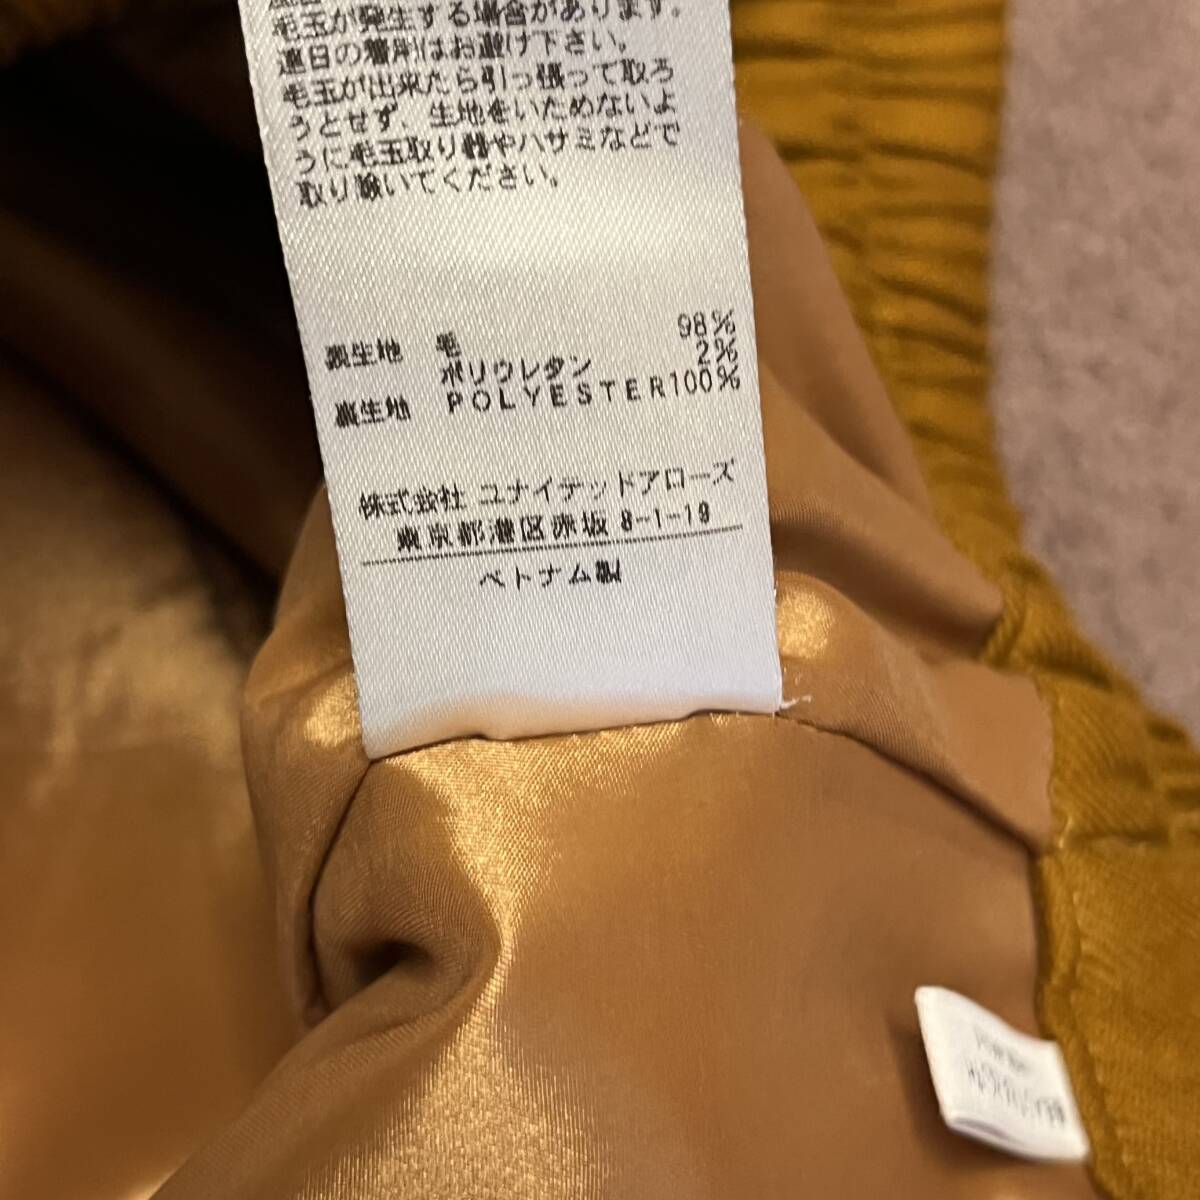 毛玉が発生する場合があります。
連日の着用はお避け下さい。
毛玉が出来たら引っ張って取ろ
うとせず、生地をいためないよ
うに毛玉取り器やハサミなどで
取り除いてください。
表生地 毛 98%
ポリウレタン 2%
裏生地 POLYESTER100%
株式会社 ユナイテッドアローズ
東京都港区赤坂 8-1-19
ベトナム製